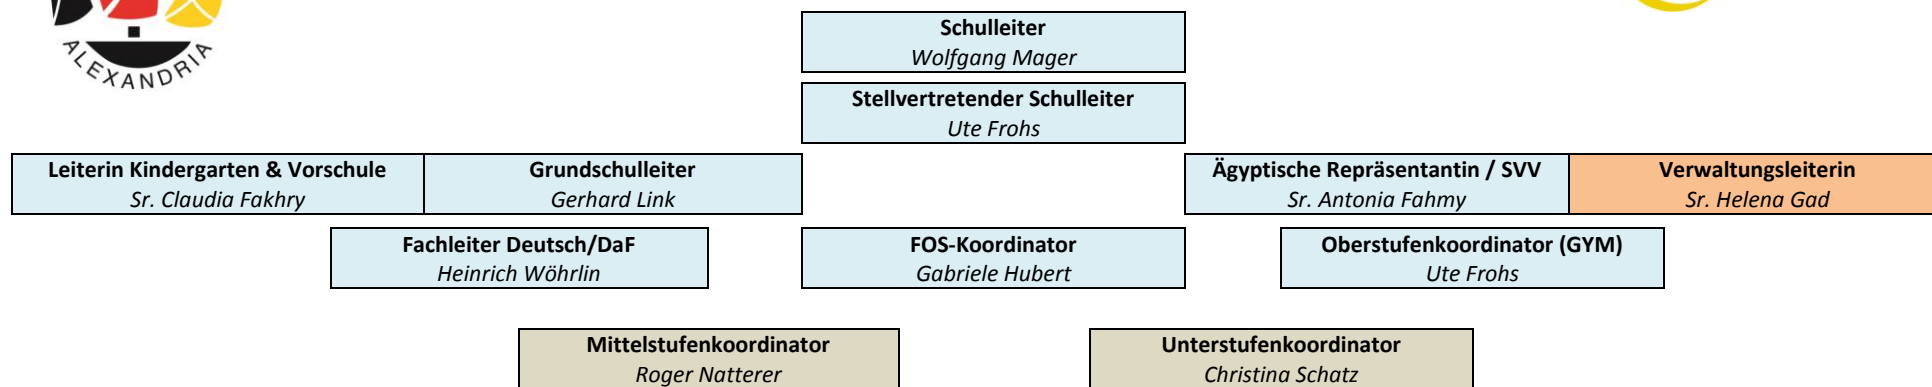 ALEXANDRIA
Schulleiter
Wolfgang Mager
Stellvertretender Schulleiter
Ute Frohs
Leiterin Kindergarten & Vorschule
Sr. Claudia Fakhry
Grundschulleiter
Gerhard Link
Ägyptische Repräsentantin / SVV
Sr. Antonia Fahmy
Verwaltungsleiterin
Sr. Helena Gad
Fachleiter Deutsch/DaF
Heinrich Wöhrlin
FOS-Koordinator
Gabriele Hubert
Oberstufenkoordinator (GYM)
Ute Frohs
Mittelstufenkoordinator
Roger Natterer
Unterstufenkoordinator
Christina Schatz